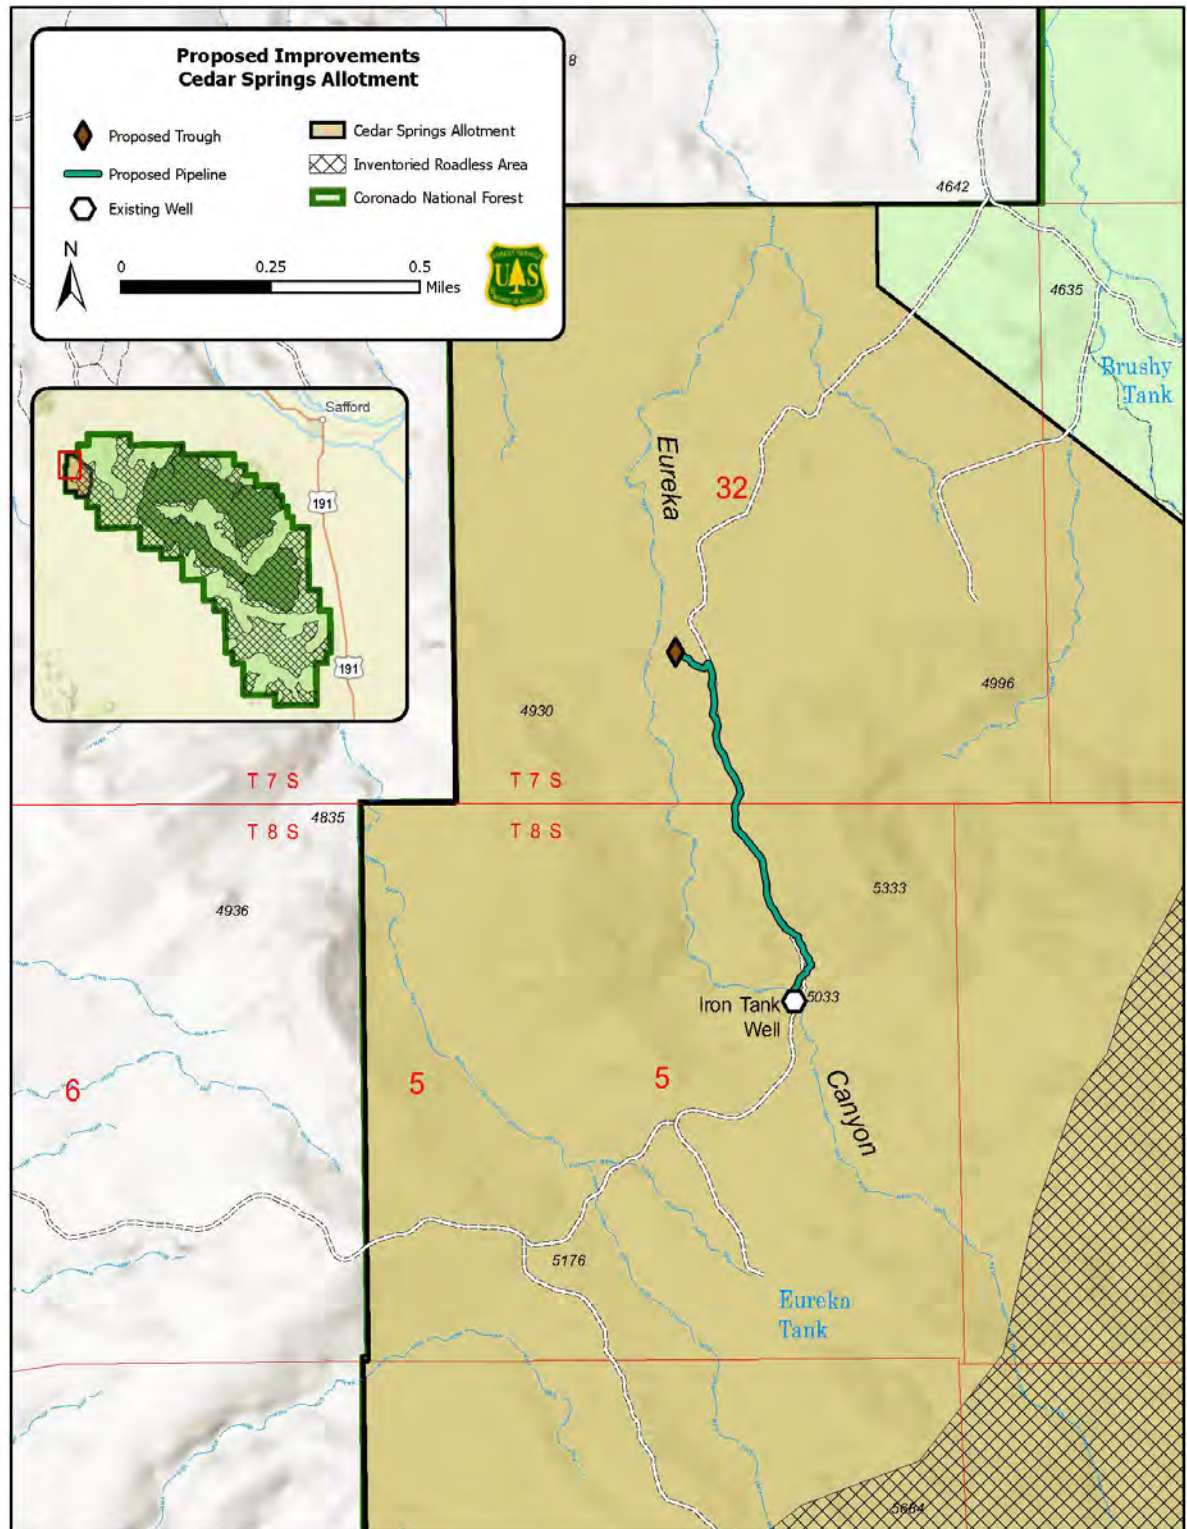 Proposed Improvements
Cedar Springs Allotment
Proposed Trough
Proposed Pipeline
Existing Well
Cedar Springs Allotment
Inventoried Roadless Area
Coronado National Forest
N
0 0.25 0.5
Miles
U S
8
4642
4635
Brushy
Tank
Safford
191
191
Eureka
32
4996
4930
T 7 S
T 7 S
4835
T 8 S
T 8 S
5333
4936
Iron Tank
Well
5033
6
5
5
Canyon
5176
Eureka
Tank
5664